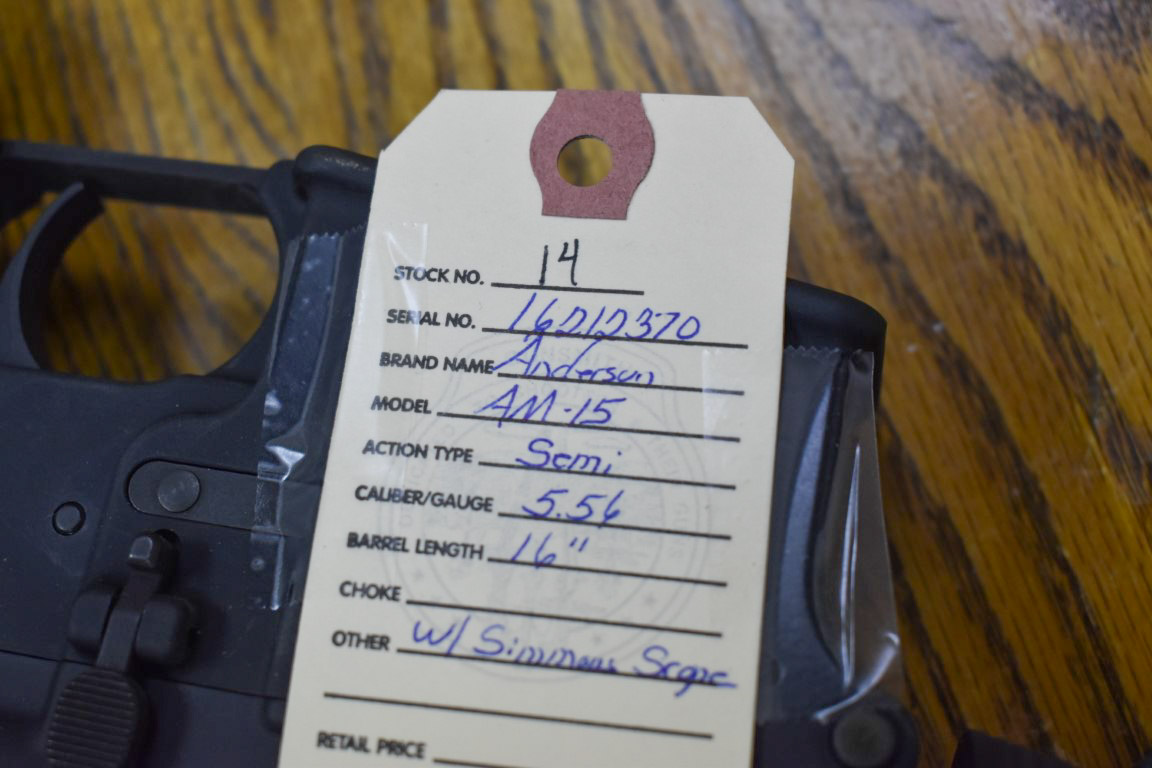 STOCK NO. 14
SERIAL NO. 16212370
BRAND NAME Anderson
MODEL AM-15
ACTION TYPE Semi
CALIBER/GAUGE 5.56
BARREL LENGTH 16"
CHOKE
OTHER W/ Simmons Scope
RETAIL PRICE